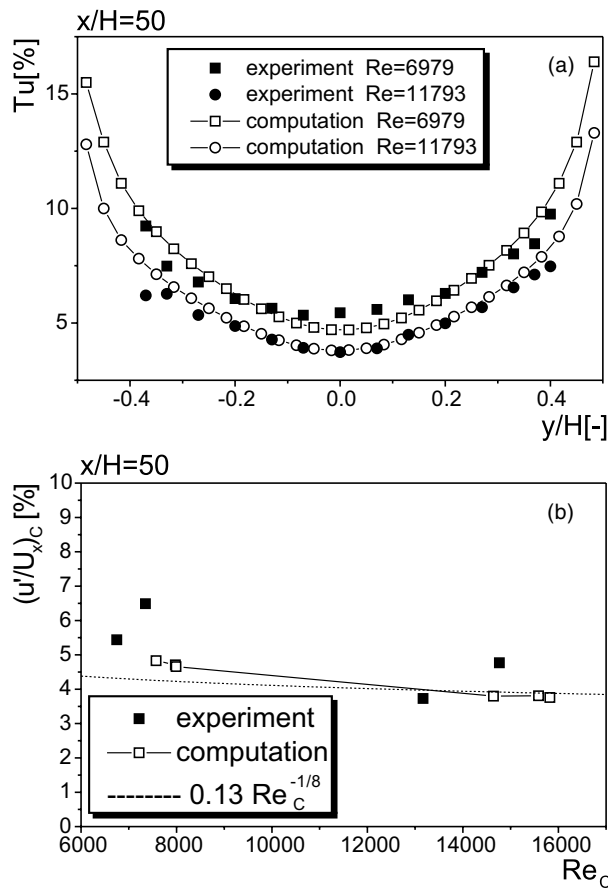 x/H=50
Tu[%]
(a)
experiment Re=6979
experiment Re=11793
computation Re=6979
computation Re=11793
15
10
5
-0.4 -0.2 0.0 0.2 0.4
y/H[-]
x/H=50
(u'/U_x)_C [%]
(b)
10
9
8
7
6
5
4
3
2
1
0
experiment
computation
0.13 Re_C^{-1/8}
6000 8000 10000 12000 14000 16000
Re_C